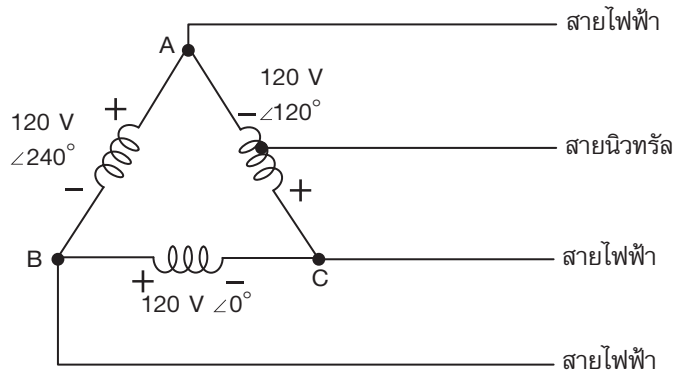 สายไฟฟ้า
A
120 V
∠120°
−
+
120 V
∠240°
−
+
สายนิวทรัล
B
C
สายไฟฟ้า
+
−
120 V ∠0°
สายไฟฟ้า